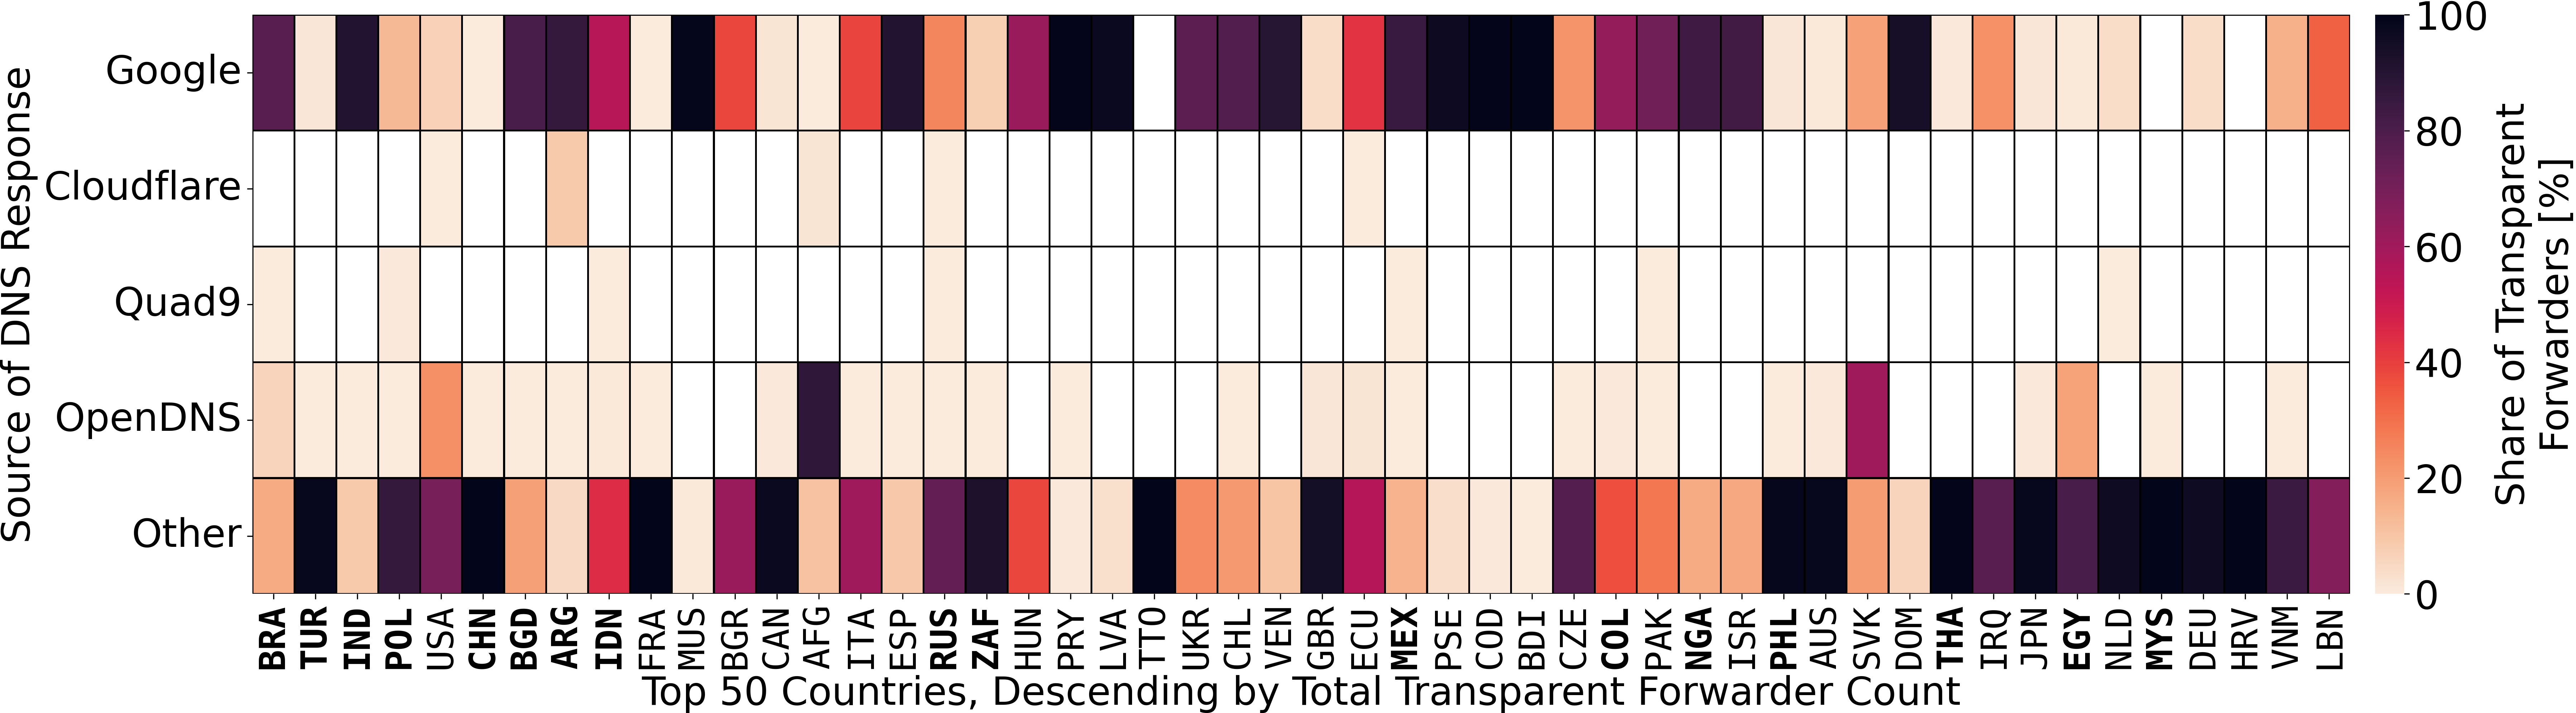 Source of DNS Response
Google
Cloudflare
Quad9
OpenDNS
Other
BRA
TUR
IND
POL
USA
CHN
BGD
ARG
IDN
FRA
MUS
BGR
CAN
AFG
ITA
ESP
RUS
ZAF
HUN
PRY
LVA
TTO
UKR
CHL
VEN
GBR
ECU
MEX
PSE
COD
BDI
CZE
COL
PAK
NGA
ISR
PHL
AUS
SVK
DOM
THA
IRQ
JPN
EGY
NLD
MYS
DEU
HRV
VNM
LBN
Top 50 Countries, Descending by Total Transparent Forwarder Count
100
80
60
40
20
0
Share of Transparent
Forwarders [%]